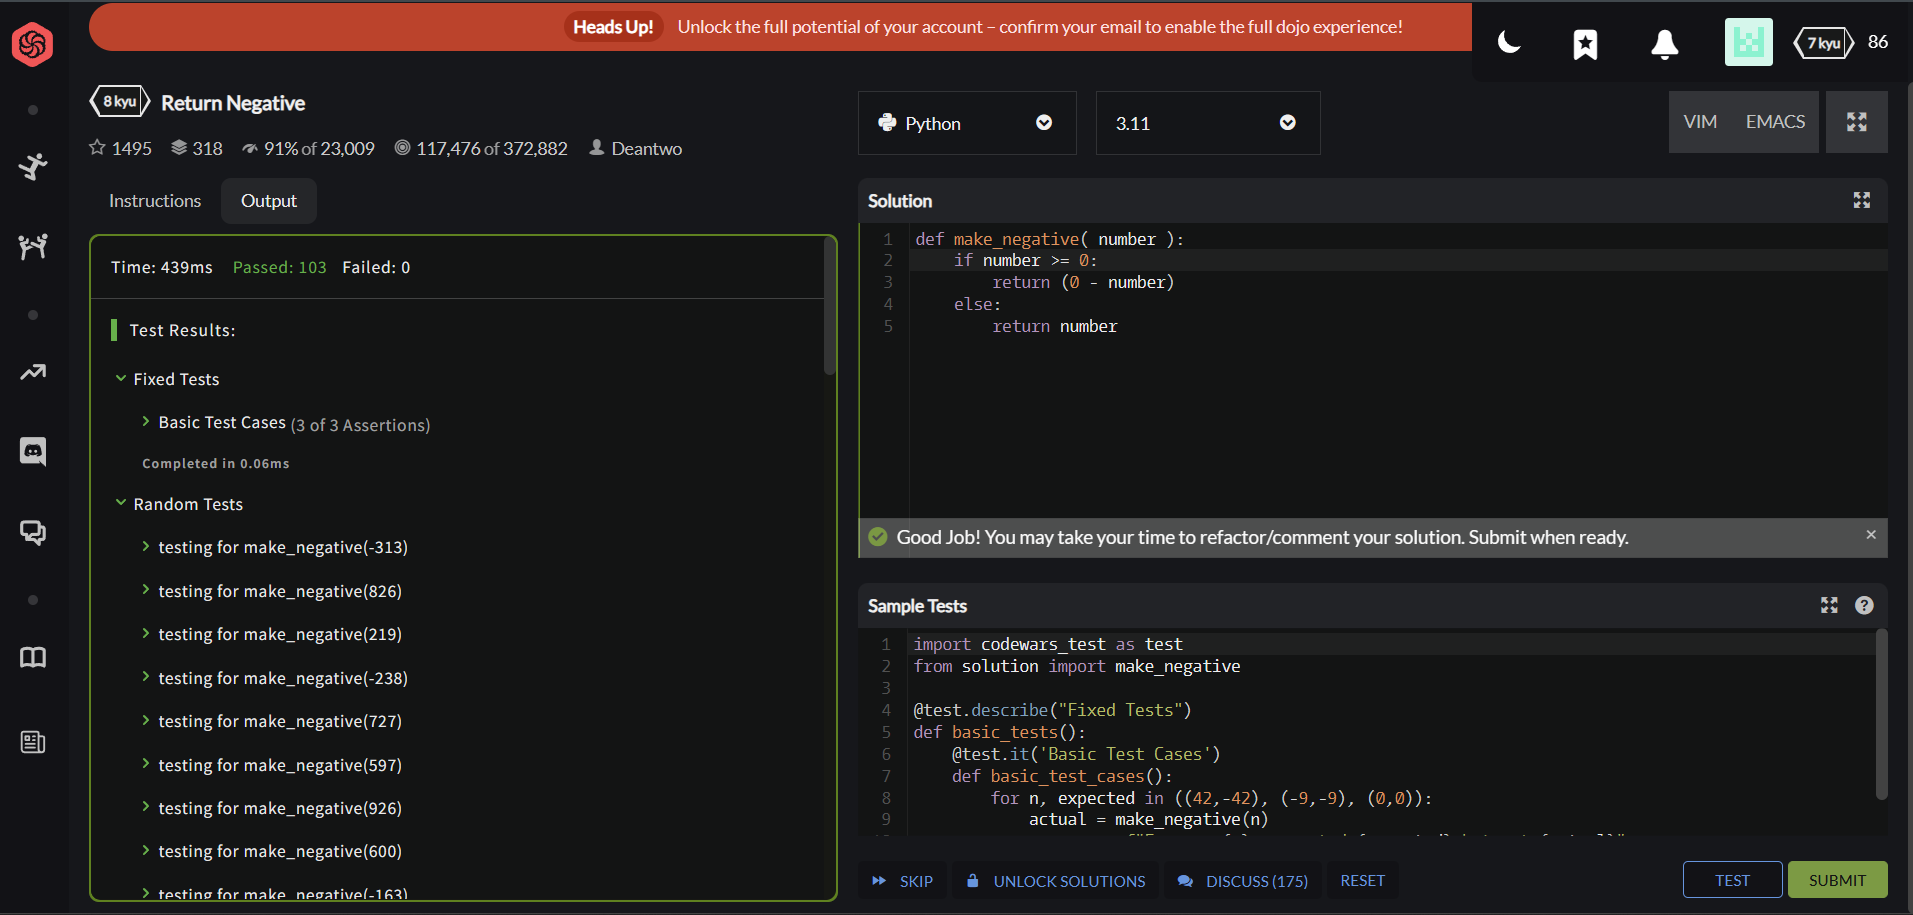 Heads Up! Unlock the full potential of your account – confirm your email to enable the full dojo experience!
7 kyu 86
8 kyu Return Negative
1495 318 91% of 23,009 117,476 of 372,882 Deantwo
Instructions Output
Time: 439ms Passed: 103 Failed: 0
Test Results:
Fixed Tests
Basic Test Cases (3 of 3 Assertions)
Completed in 0.06ms
Random Tests
testing for make_negative(-313)
testing for make_negative(826)
testing for make_negative(219)
testing for make_negative(-238)
testing for make_negative(727)
testing for make_negative(597)
testing for make_negative(926)
testing for make_negative(600)
testing for make_negative(-163)
Python 3.11 VIM EMACS
Solution
1 def make_negative( number ):
2 if number >= 0:
3 return (0 - number)
4 else:
5 return number
Good Job! You may take your time to refactor/comment your solution. Submit when ready. ×
Sample Tests ?
1 import codewars_test as test
2 from solution import make_negative
3
4 @test.describe("Fixed Tests")
5 def basic_tests():
6 @test.it('Basic Test Cases')
7 def basic_test_cases():
8 for n, expected in ((42,-42), (-9,-9), (0,0)):
9 actual = make_negative(n)
SKIP UNLOCK SOLUTIONS DISCUSS (175) RESET TEST SUBMIT